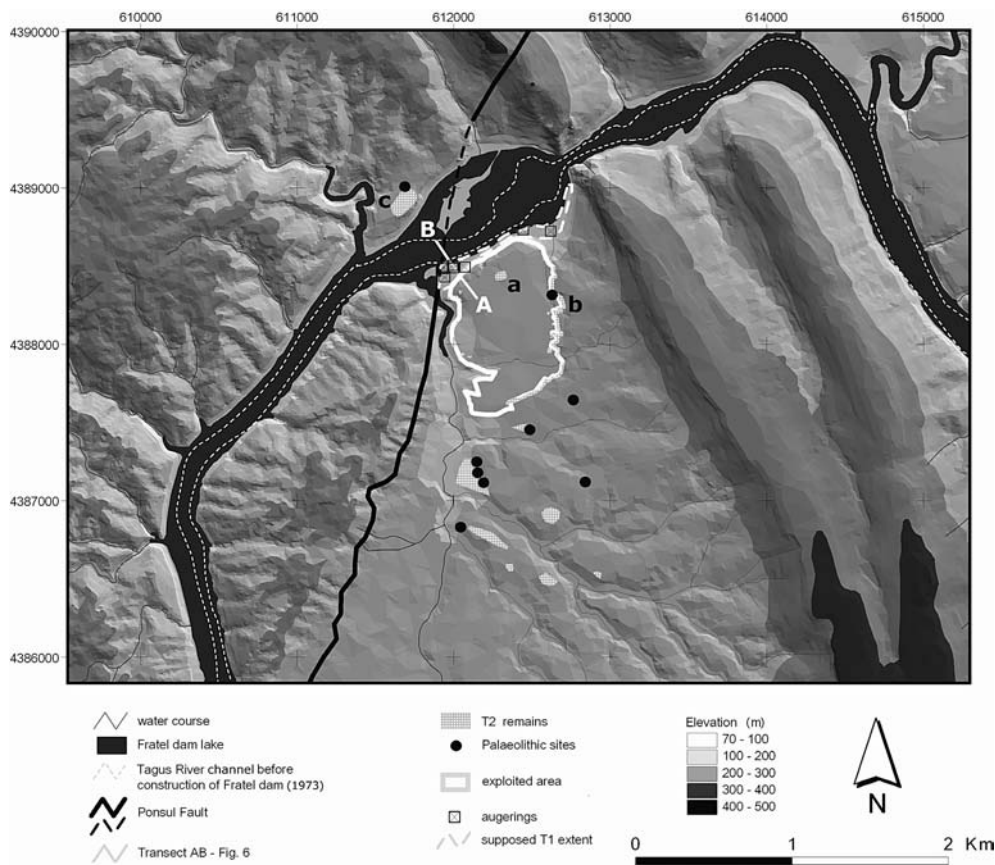 610000 611000 612000 613000 614000 615000
4390000
4389000
c
B
a
A
b
4388000
4387000
4386000
water course
Fratel dam lake
Tagus River channel before
construction of Fratel dam (1973)
Ponsul Fault
Transect AB - Fig. 6
T2 remains
Palaeolithic sites
exploited area
augerings
supposed T1 extent
Elevation (m)
70 - 100
100 - 200
200 - 300
300 - 400
400 - 500
N
0 1 2 Km